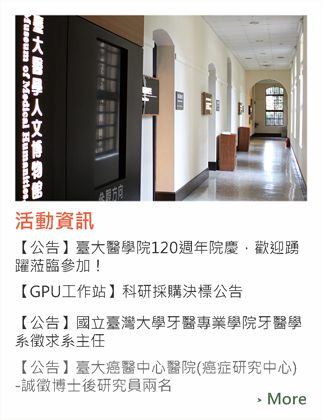 臺大醫學人文博物館
Museum of Medical Humanities
活動資訊
【公告】臺大醫學院120週年院慶，歡迎踴
躍蒞臨參加！
【GPU工作站】科研採購決標公告
【公告】國立臺灣大學牙醫專業學院牙醫學
系徵求系主任
【公告】臺大癌醫中心醫院(癌症研究中心)
-誠徵博士後研究員兩名
> More